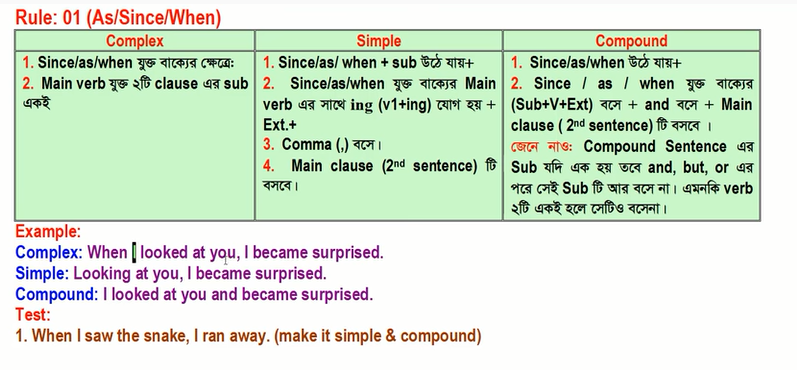 Rule: 01 (As/Since/When)
Complex
1. Since/as/when যুক্ত বাক্যের ক্ষেত্রে:
2. Main verb যুক্ত ২টি clause এর sub
একই
Simple
1. Since/as/ when + sub উঠে যায়+
2. Since/as/when যুক্ত বাক্যের Main
verb এর সাথে ing (v1+ing) যোগ হয় +
Ext.+
3. Comma (,) বসে।
4. Main clause (2nd sentence) টি
বসবে।
Compound
1. Since/as/when উঠে যায়+
2. Since / as / when যুক্ত বাক্যের
(Sub+V+Ext) বসে + and বসে + Main
clause ( 2nd sentence) টি বসবে ।
জেনে নাও: Compound Sentence এর
Sub যদি এক হয় তবে and, but, or এর
পরে সেই Sub টি আর বসে না। এমনকি verb
২টি একই হলে সেটিও বসেনা।
Example:
Complex: When I looked at you, I became surprised.
Simple: Looking at you, I became surprised.
Compound: I looked at you and became surprised.
Test:
1. When I saw the snake, I ran away. (make it simple & compound)